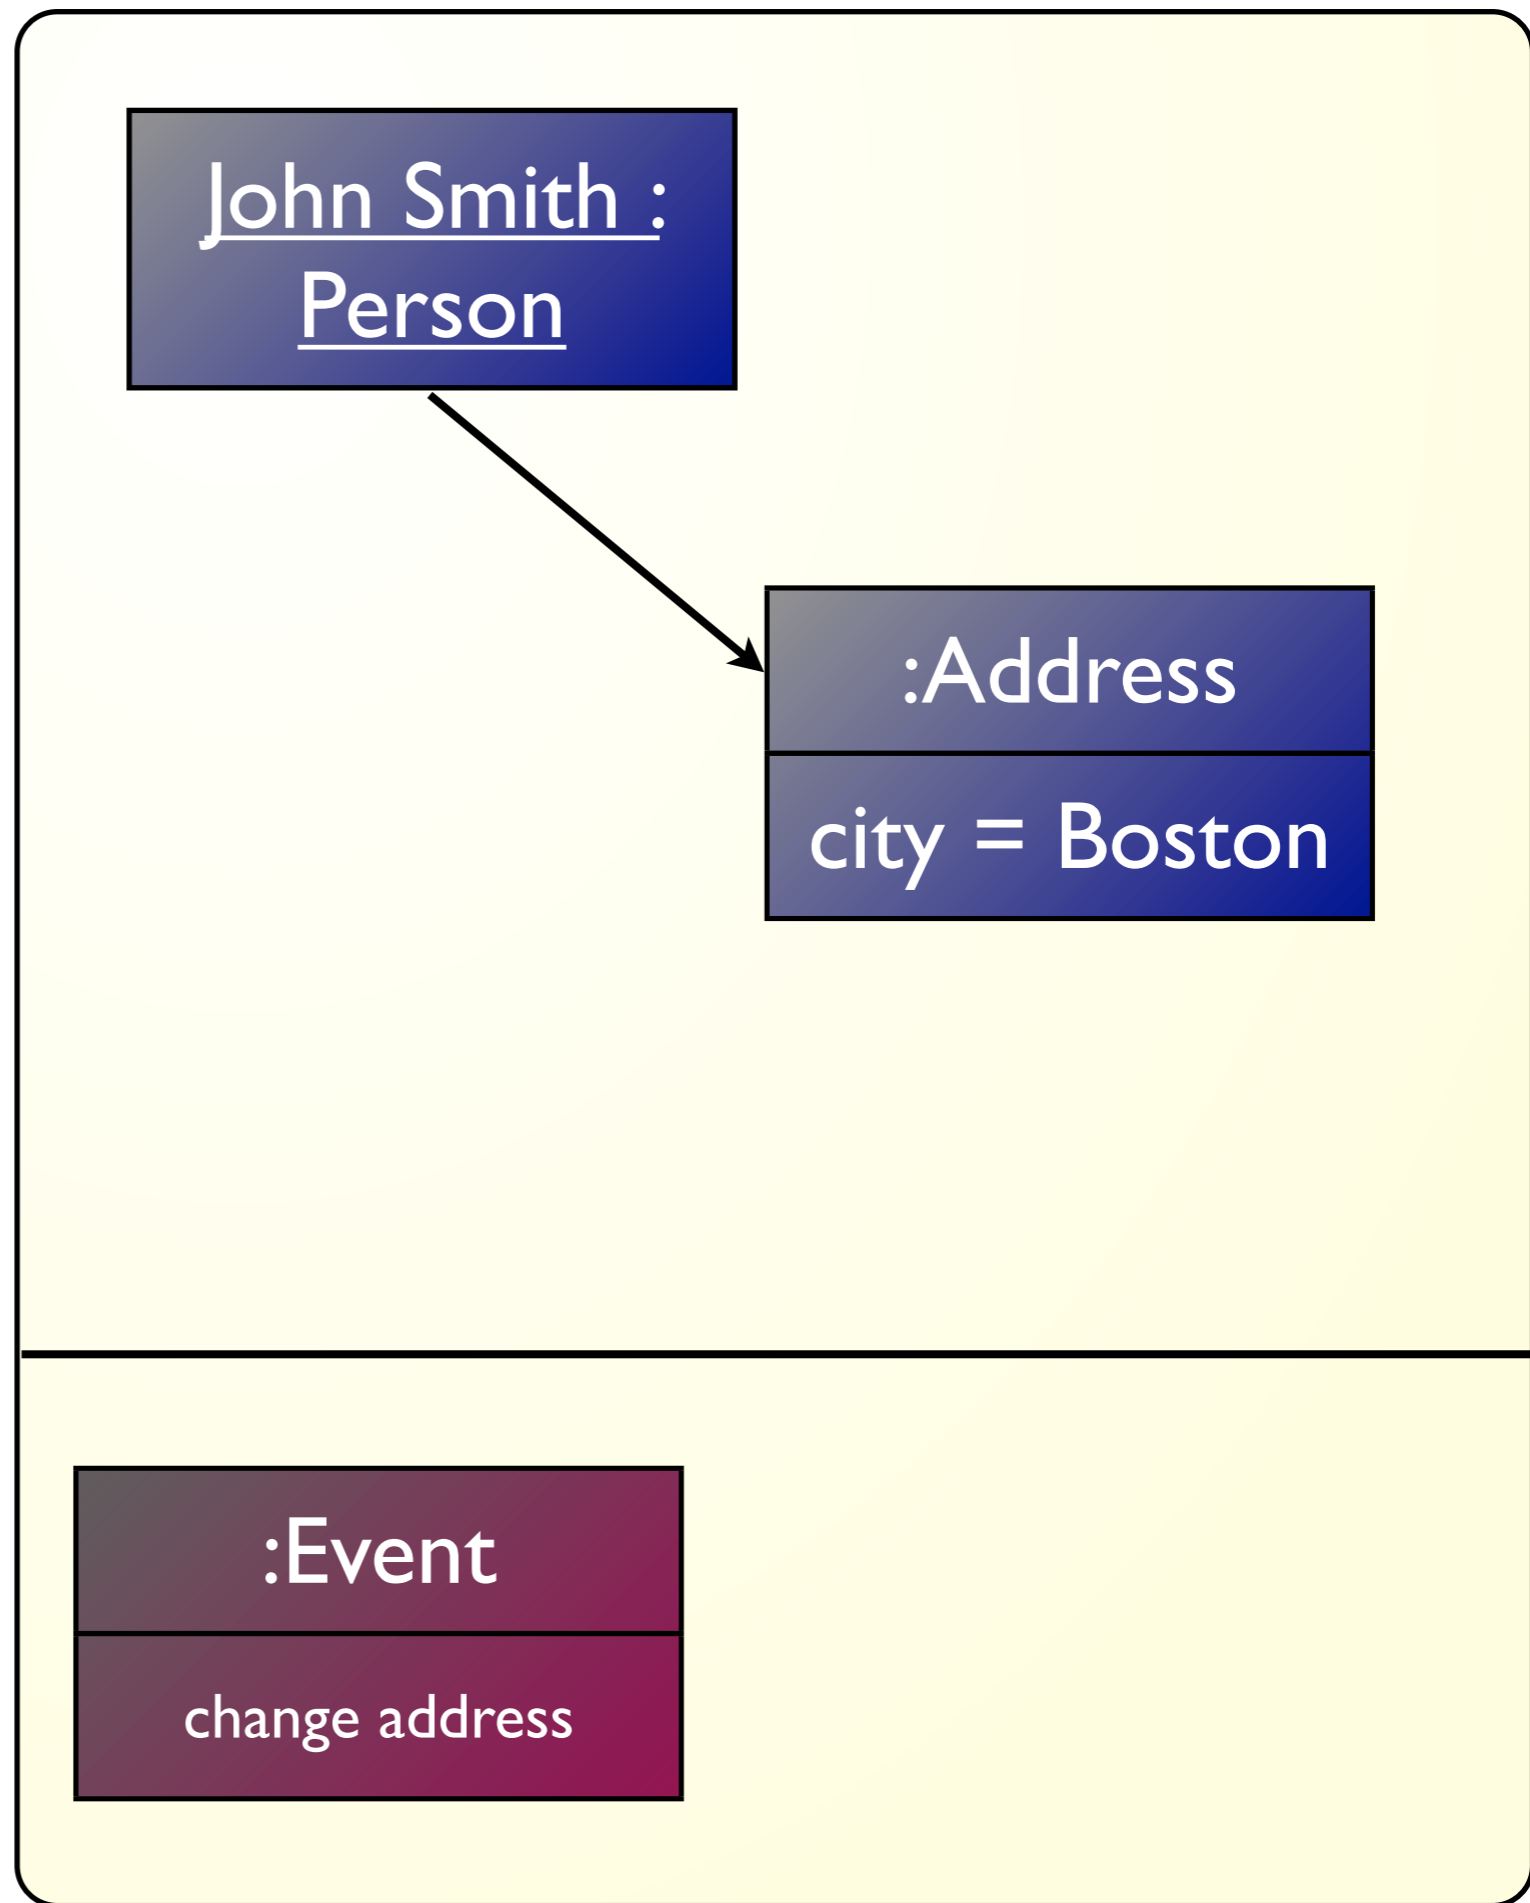 John Smith :
Person
:Address
city = Boston
:Event
change address